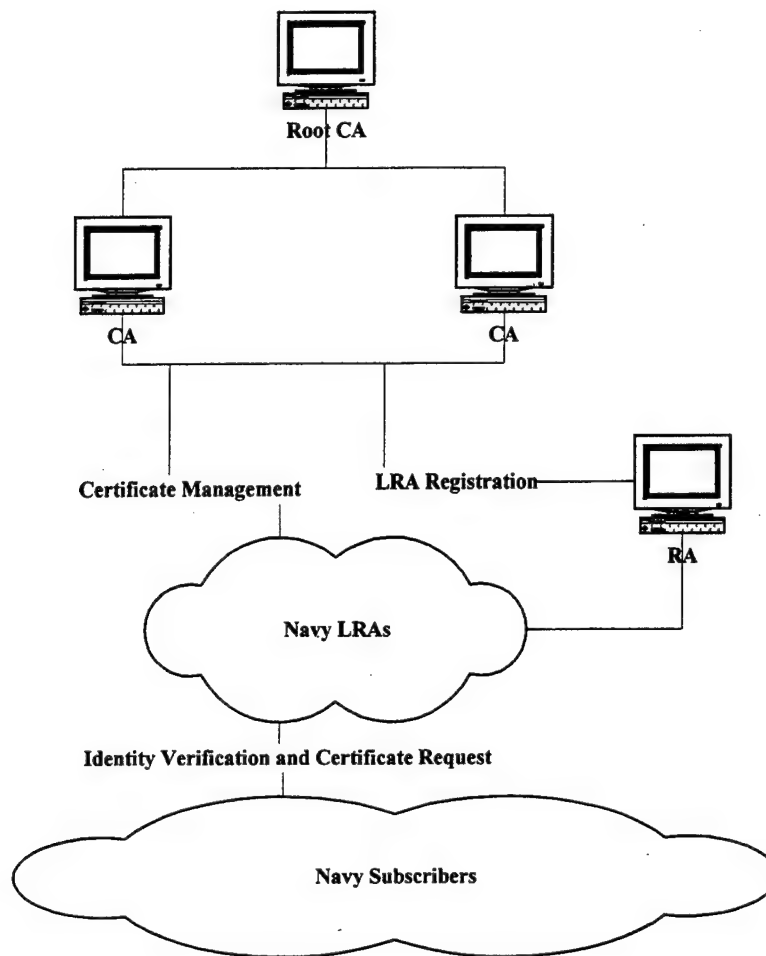 Root CA
CA
CA
Certificate Management
LRA Registration
RA
Navy LRAs
Identity Verification and Certificate Request
Navy Subscribers